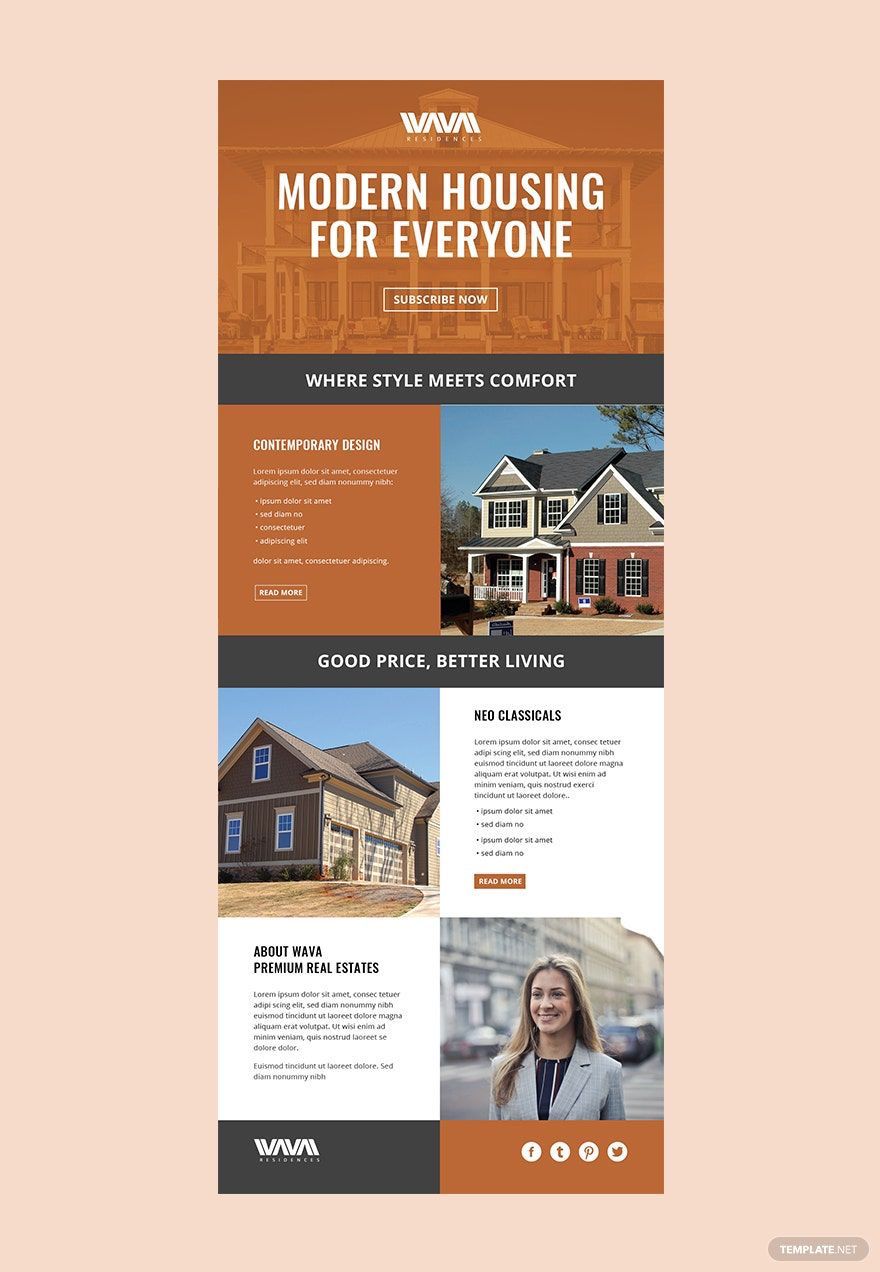 WAVA
RESIDENCES
MODERN HOUSING
FOR EVERYONE
SUBSCRIBE NOW
WHERE STYLE MEETS COMFORT
CONTEMPORARY DESIGN
Lorem ipsum dolor sit amet, consectetuer
adipiscing elit, sed diam nonummy nibh:
• ipsum dolor sit amet
• sed diam no
• consectetuer
• adipiscing elit
dolor sit amet, consectetuer adipiscing.
READ MORE
GOOD PRICE, BETTER LIVING
NEO CLASSICALS
Lorem ipsum dolor sit amet, consec tetuer
adipi scing elit, sed diam nonummy nibh
euismod tincidunt ut laoreet dolore magna
aliquam erat volutpat. Ut wisi enim ad
minim veniam, quis nostrud exerci
tincidunt ut laoreet dolore..
• ipsum dolor sit amet
• sed diam no
• ipsum dolor sit amet
• sed diam no
READ MORE
ABOUT WAVA
PREMIUM REAL ESTATES
Lorem ipsum dolor sit amet, consec tetuer
adipi scing elit, sed diam nonummy nibh
euismod tincidunt ut laoreet dolore magna
aliquam erat volutpat. Ut wisi enim ad
minim veniam, quis nostrud laoreet se
dolore dolor.
Euismod tincidunt ut laoreet dolore. Sed
diam nonummy nibh
WAVA
RESIDENCES
TEMPLATE.NET